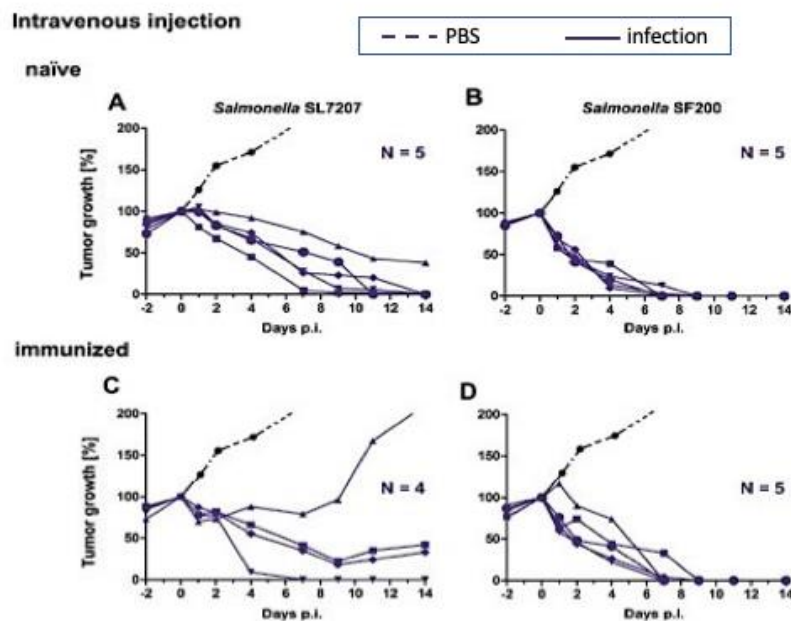 Intravenous injection
PBS infection
naïve
A B
Salmonella SL7207 Salmonella SF200
200 200
N = 5 N = 5
150 150
Tumor growth [%]
100 100
50 50
0 0
-2 0 2 4 6 8 10 12 14 -2 0 2 4 6 8 10 12 14
Days p.i. Days p.i.
immunized
C D
200 200
Tumor growth [%]
150 150
N = 4 N = 5
100 100
50 50
0 0
-2 0 2 4 6 8 10 12 14 -2 0 2 4 6 8 10 12 14
Days p.i. Days p.i.